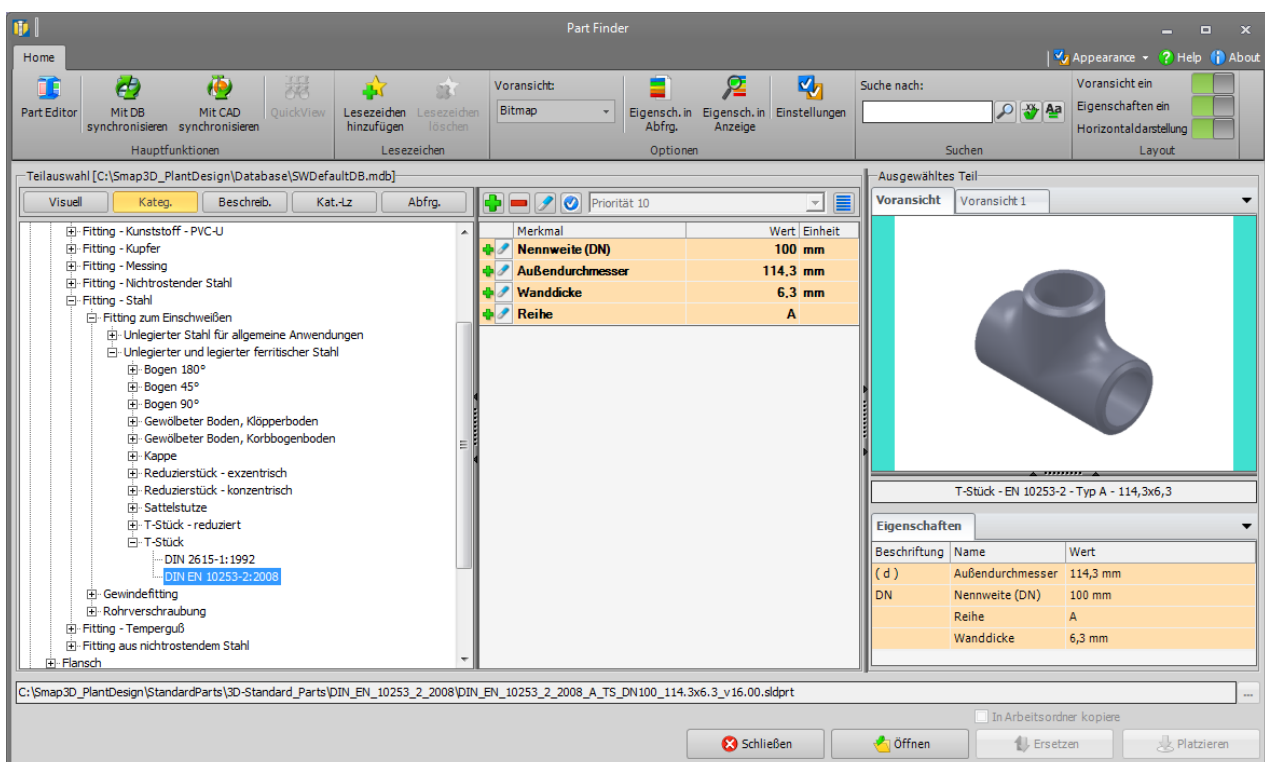 Part Finder
Home
Appearance
Help
About
Part Editor
Mit DB synchronisieren
Mit CAD synchronisieren
QuickView
Hauptfunktionen
Lesezeichen hinzufügen
Lesezeichen löschen
Lesezeichen
Voransicht:
Bitmap
Eigensch. in Abfrg.
Eigensch. in Anzeige
Einstellungen
Optionen
Suche nach:
Aa
Suchen
Voransicht ein
Eigenschaften ein
Horizontaldarstellung
Layout
Teilauswahl [C:\Smap3D_PlantDesign\Database\SWDefaultDB.mdb]
Visuell
Kateg.
Beschreib.
Kat.-Lz
Abfrg.
Fitting - Kunststoff - PVC-U
Fitting - Kupfer
Fitting - Messing
Fitting - Nichtrostender Stahl
Fitting - Stahl
Fitting zum Einschweißen
Unlegierter Stahl für allgemeine Anwendungen
Unlegierter und legierter ferritischer Stahl
Bogen 180°
Bogen 45°
Bogen 90°
Gewölbeter Boden, Klöpperboden
Gewölbeter Boden, Korbbogenboden
Kappe
Reduzierstück - exzentrisch
Reduzierstück - konzentrisch
Sattelstutze
T-Stück - reduziert
T-Stück
DIN 2615-1:1992
DIN EN 10253-2:2008
Gewindefitting
Rohrverschraubung
Fitting - Temperguß
Fitting aus nichtrostendem Stahl
Flansch
Priorität 10
Merkmal Wert Einheit
Nennweite (DN) 100 mm
Außendurchmesser 114,3 mm
Wanddicke 6,3 mm
Reihe A
Ausgewähltes Teil
Voransicht
Voransicht 1
T-Stück - EN 10253-2 - Typ A - 114,3x6,3
Eigenschaften
Beschriftung Name Wert
( d ) Außendurchmesser 114,3 mm
DN Nennweite (DN) 100 mm
Reihe A
Wanddicke 6,3 mm
C:\Smap3D_PlantDesign\StandardParts\3D-Standard_Parts\DIN_EN_10253_2_2008\DIN_EN_10253_2_2008_A_TS_DN100_114.3x6.3_v16.00.sldprt
...
In Arbeitsordner kopiere
Schließen
Öffnen
Ersetzen
Platzieren